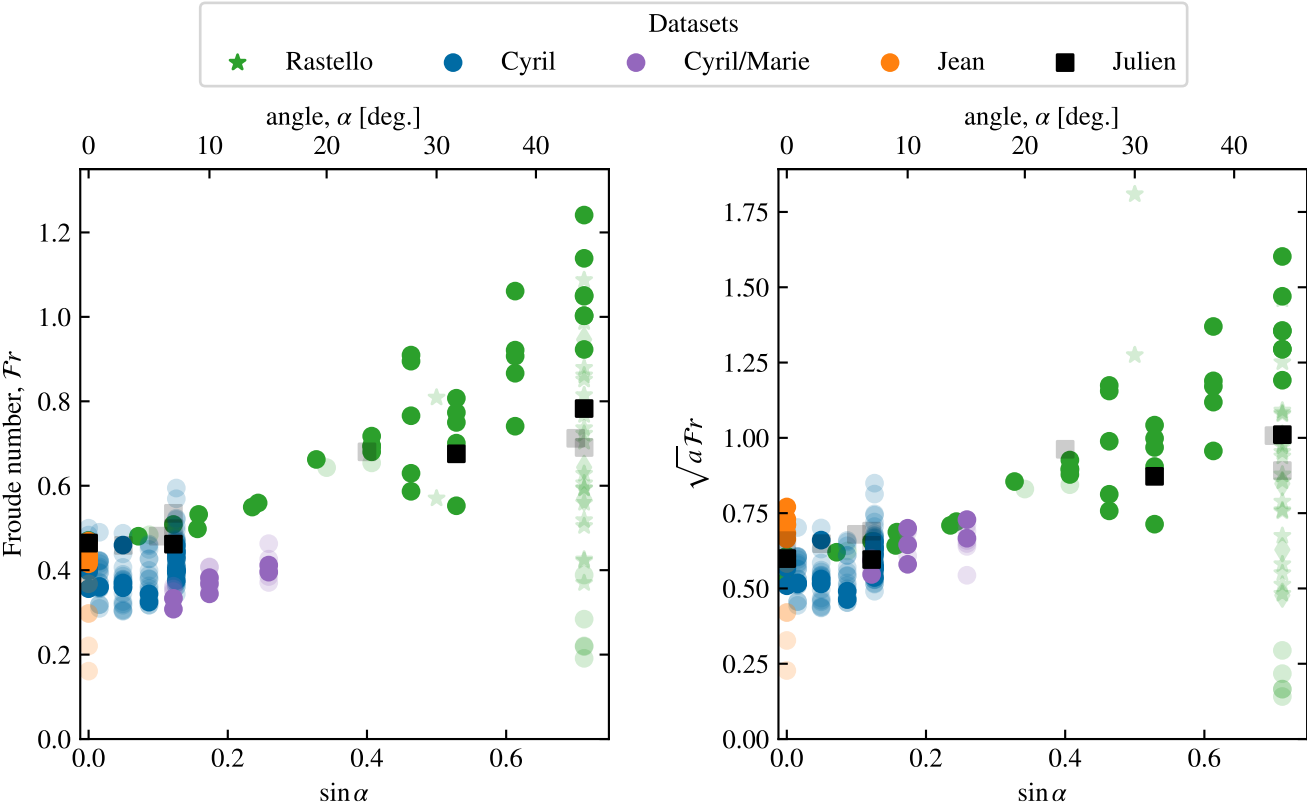 Datasets
Rastello Cyril Cyril/Marie Jean Julien
angle, α [deg.]
0 10 20 30 40
Froude number, ℱr
1.2
1.0
0.8
0.6
0.4
0.2
0.0
0.0 0.2 0.4 0.6
sin α
angle, α [deg.]
0 10 20 30 40
√a ℱr
1.75
1.50
1.25
1.00
0.75
0.50
0.25
0.00
0.0 0.2 0.4 0.6
sin α